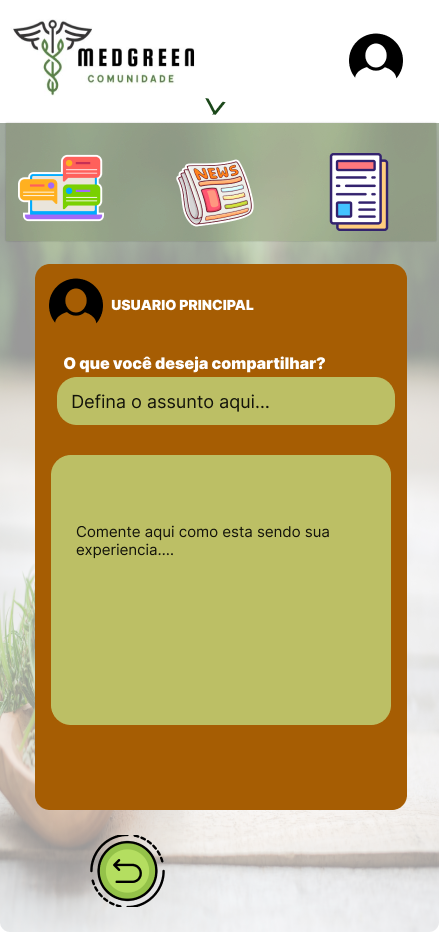 MEDGREEN
COMUNIDADE
NEWS
USUARIO PRINCIPAL
O que você deseja compartilhar?
Defina o assunto aqui...
Comente aqui como esta sendo sua
experiencia....